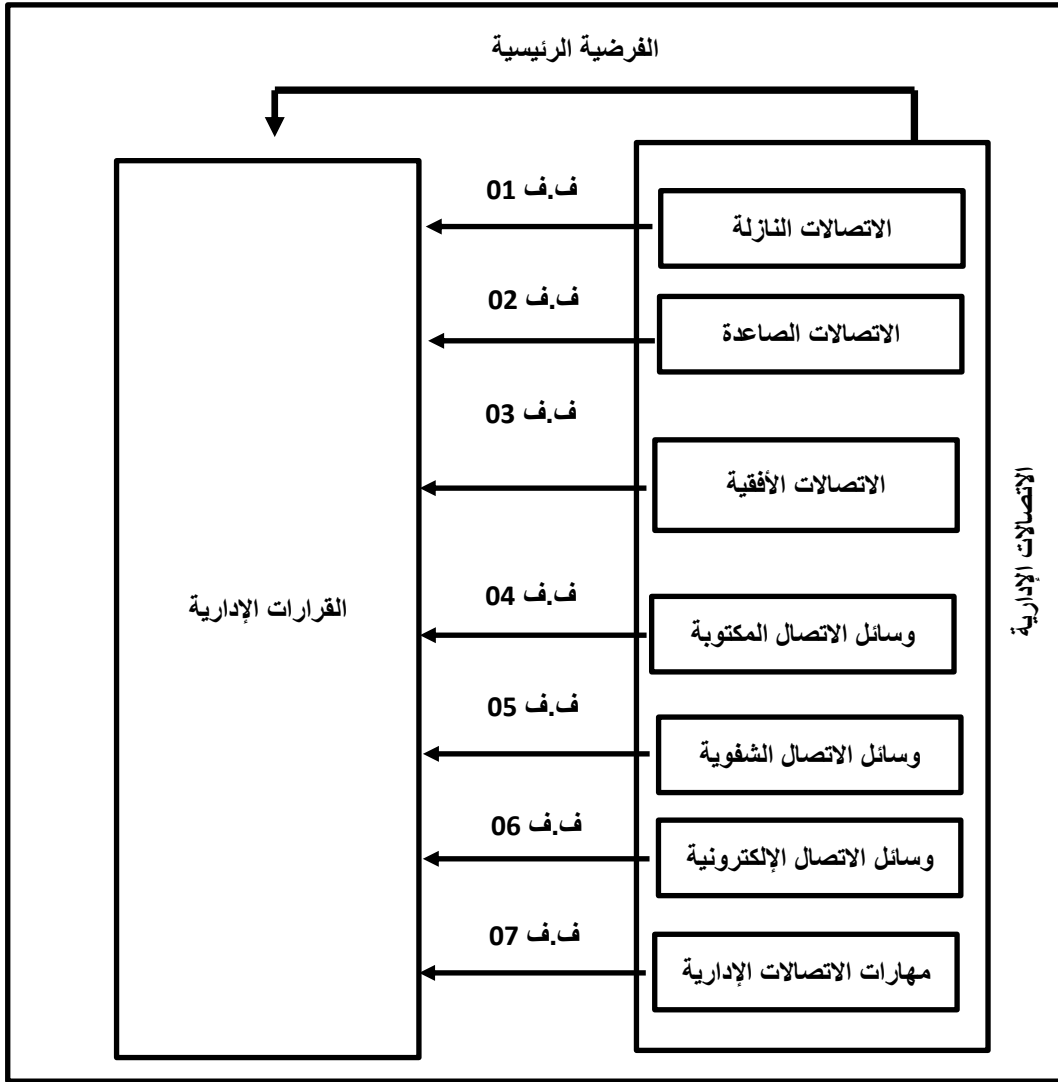 الفرضية الرئيسية
ف.ف 01
الاتصالات النازلة
ف.ف 02
الاتصالات الصاعدة
ف.ف 03
الاتصالات الأفقية
ف.ف 04
وسائل الاتصال المكتوبة
ف.ف 05
وسائل الاتصال الشفوية
ف.ف 06
وسائل الاتصال الإلكترونية
ف.ف 07
مهارات الاتصالات الإدارية
الاتصالات الإدارية
القرارات الإدارية